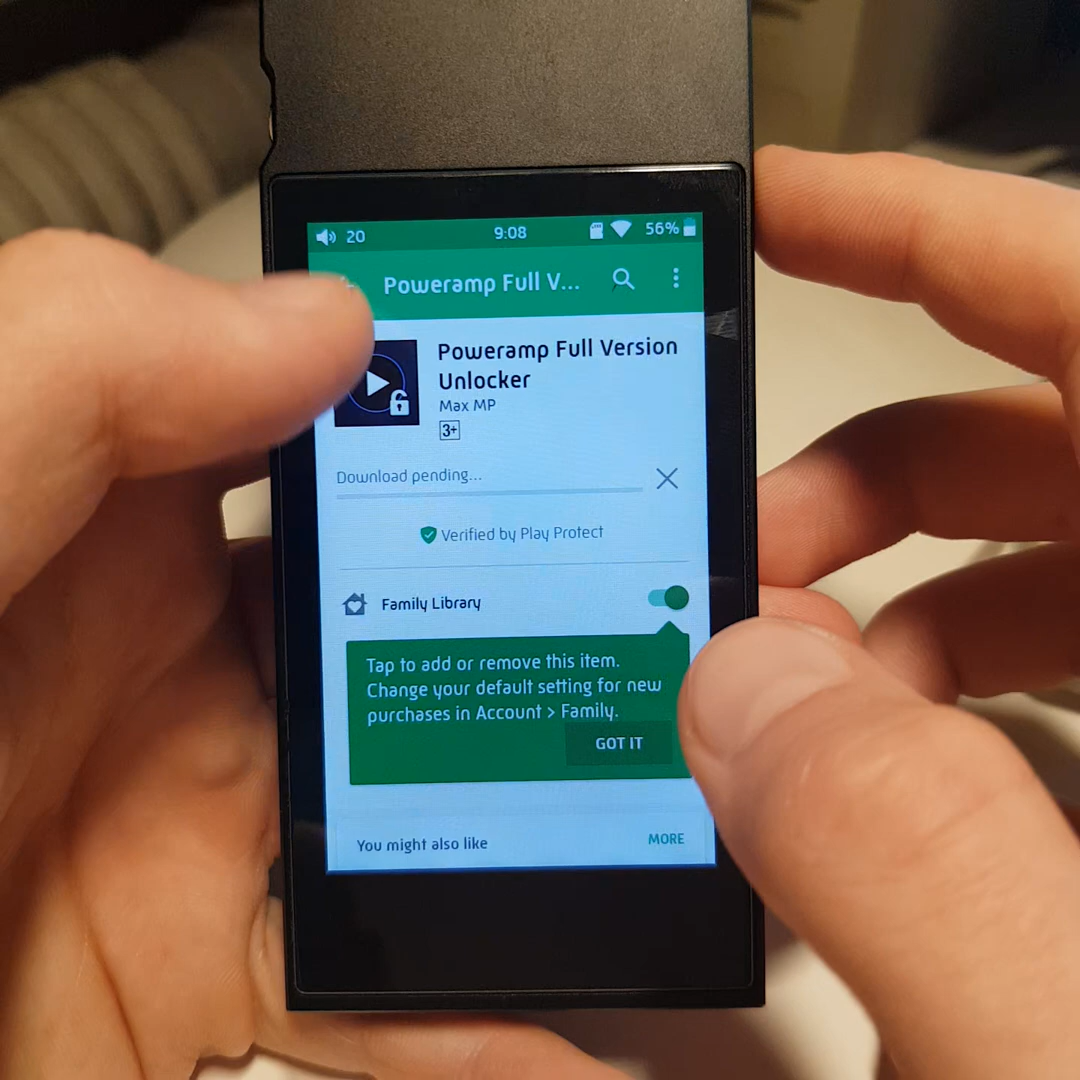 20 9:08 56%
Poweramp Full V...
Poweramp Full Version
Unlocker
Max MP
3+
Download pending...
Verified by Play Protect
Family Library
Tap to add or remove this item.
Change your default setting for new
purchases in Account > Family.
GOT IT
You might also like MORE